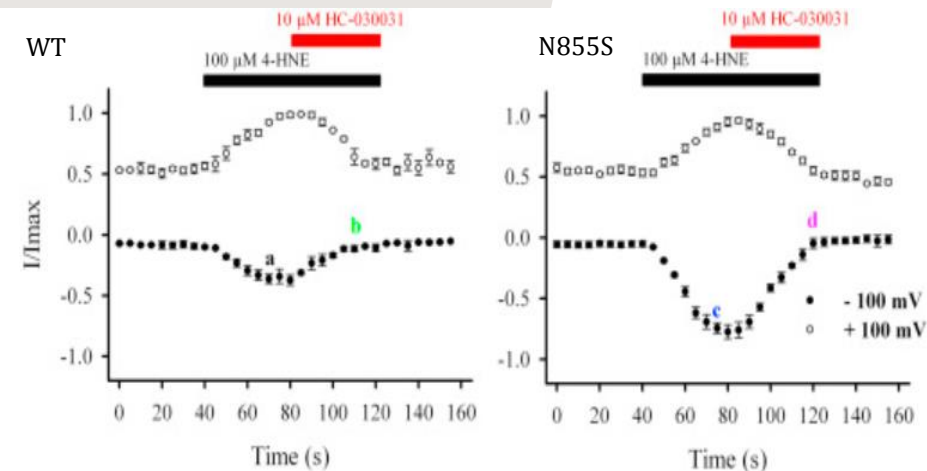 WT
10 μM HC-030031
100 μM 4-HNE
I/Imax
1.0
0.5
0.0
-0.5
-1.0
a
b
0 20 40 60 80 100 120 140 160
Time (s)
N855S
10 μM HC-030031
100 μM 4-HNE
1.0
0.5
0.0
-0.5
-1.0
c
d
- 100 mV
+ 100 mV
0 20 40 60 80 100 120 140 160
Time (s)